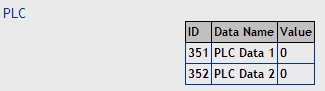 PLC
ID Data Name Value
351 PLC Data 1 0
352 PLC Data 2 0